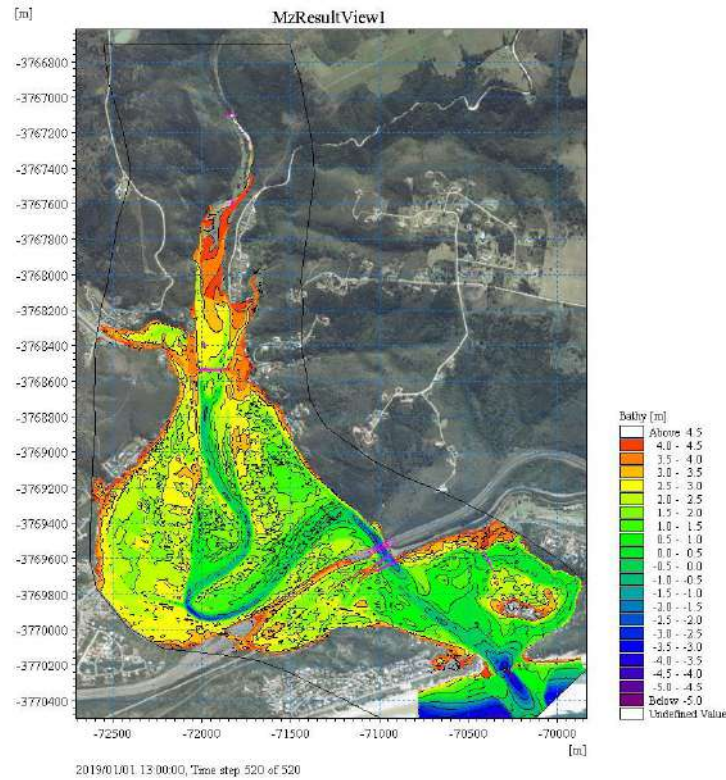 [m]
MzResultView1
-3766800
-3767000
-3767200
-3767400
-3767600
-3767800
-3768000
-3768200
-3768400
-3768600
-3768800
-3769000
-3769200
-3769400
-3769600
-3769800
-3770000
-3770200
-3770400
-72500 -72000 -71500 -71000 -70500 -70000
[m]
Bathy [m]
Above 4.5
4.0 - 4.5
3.5 - 4.0
3.0 - 3.5
2.5 - 3.0
2.0 - 2.5
1.5 - 2.0
1.0 - 1.5
0.5 - 1.0
0.0 - 0.5
-0.5 - 0.0
-1.0 - -0.5
-1.5 - -1.0
-2.0 - -1.5
-2.5 - -2.0
-3.0 - -2.5
-3.5 - -3.0
-4.0 - -3.5
-4.5 - -4.0
-5.0 - -4.5
Below -5.0
Undefined Value
2019/01/01 13:00:00, Time step 520 of 520